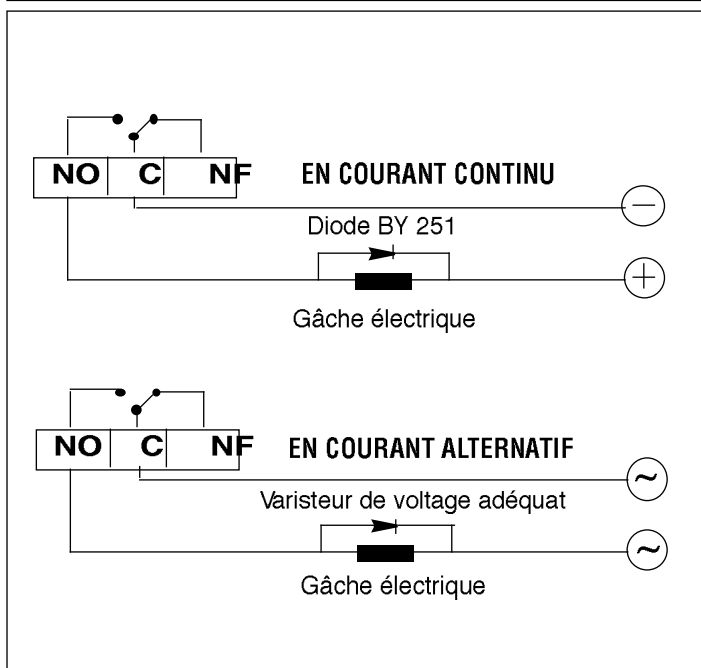 NO C NF EN COURANT CONTINU
−
Diode BY 251
+
Gâche électrique
NO C NF EN COURANT ALTERNATIF
~
Varisteur de voltage adéquat
~
Gâche électrique